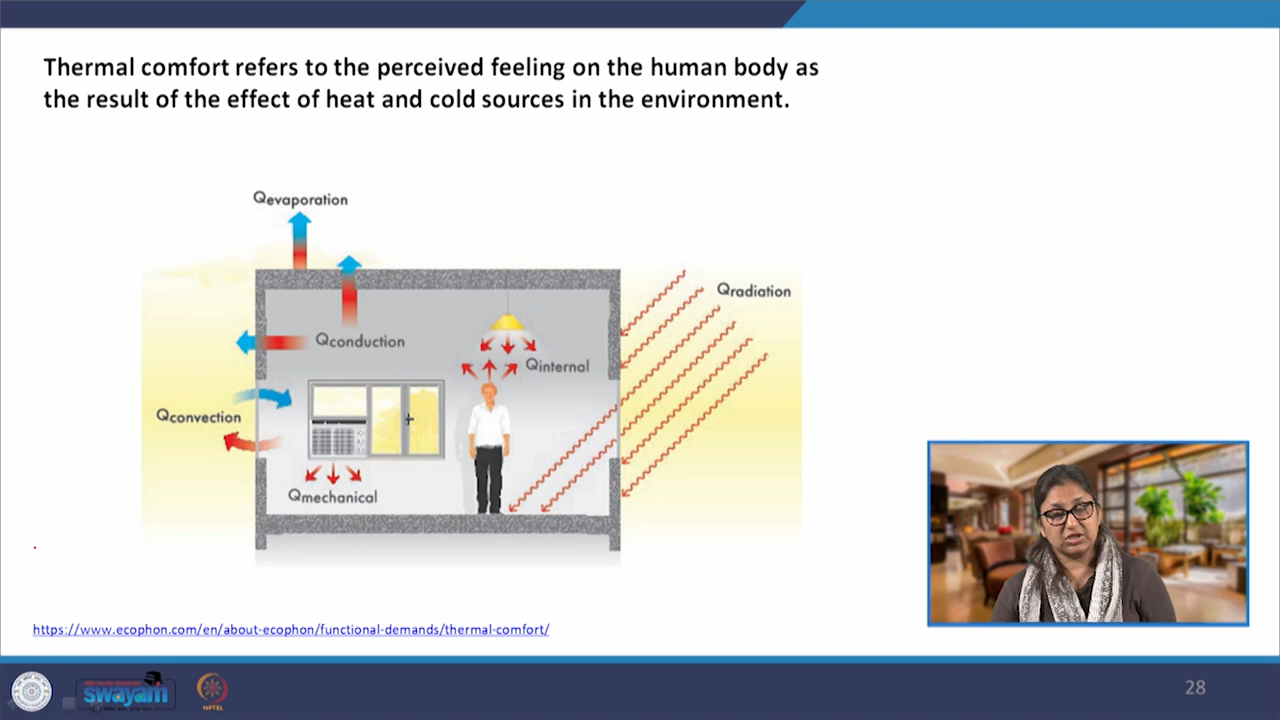 Thermal comfort refers to the perceived feeling on the human body as
the result of the effect of heat and cold sources in the environment.
Qevaporation
Qradiation
Qconduction
Qinternal
Qconvection
Qmechanical
https://www.ecophon.com/en/about-ecophon/functional-demands/thermal-comfort/
swayam
NPTEL
28